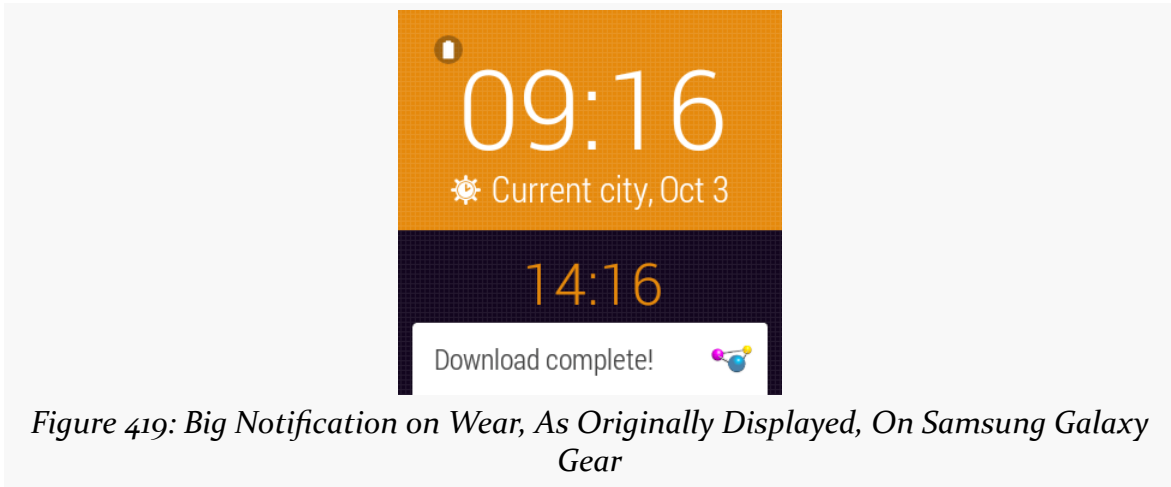 09:16
Current city, Oct 3
14:16
Download complete!
Figure 419: Big Notification on Wear, As Originally Displayed, On Samsung Galaxy
Gear